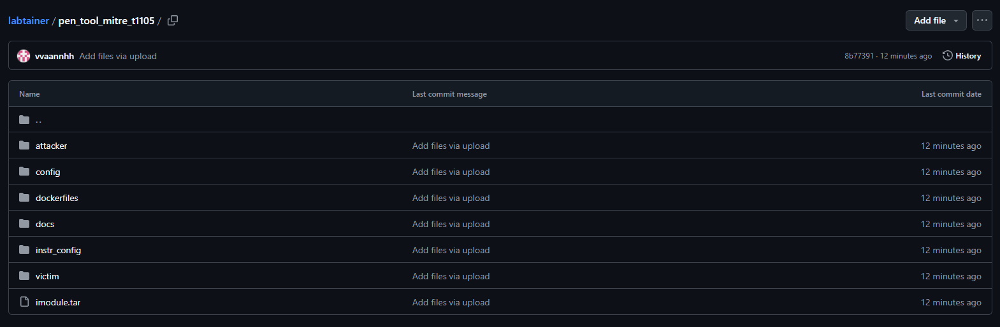 labtainer / pen_tool_mitre_t1105 / Add file ...
vvaannhh Add files via upload 8b77391 · 12 minutes ago History
Name Last commit message Last commit date
..
attacker Add files via upload 12 minutes ago
config Add files via upload 12 minutes ago
dockerfiles Add files via upload 12 minutes ago
docs Add files via upload 12 minutes ago
instr_config Add files via upload 12 minutes ago
victim Add files via upload 12 minutes ago
imodule.tar Add files via upload 12 minutes ago